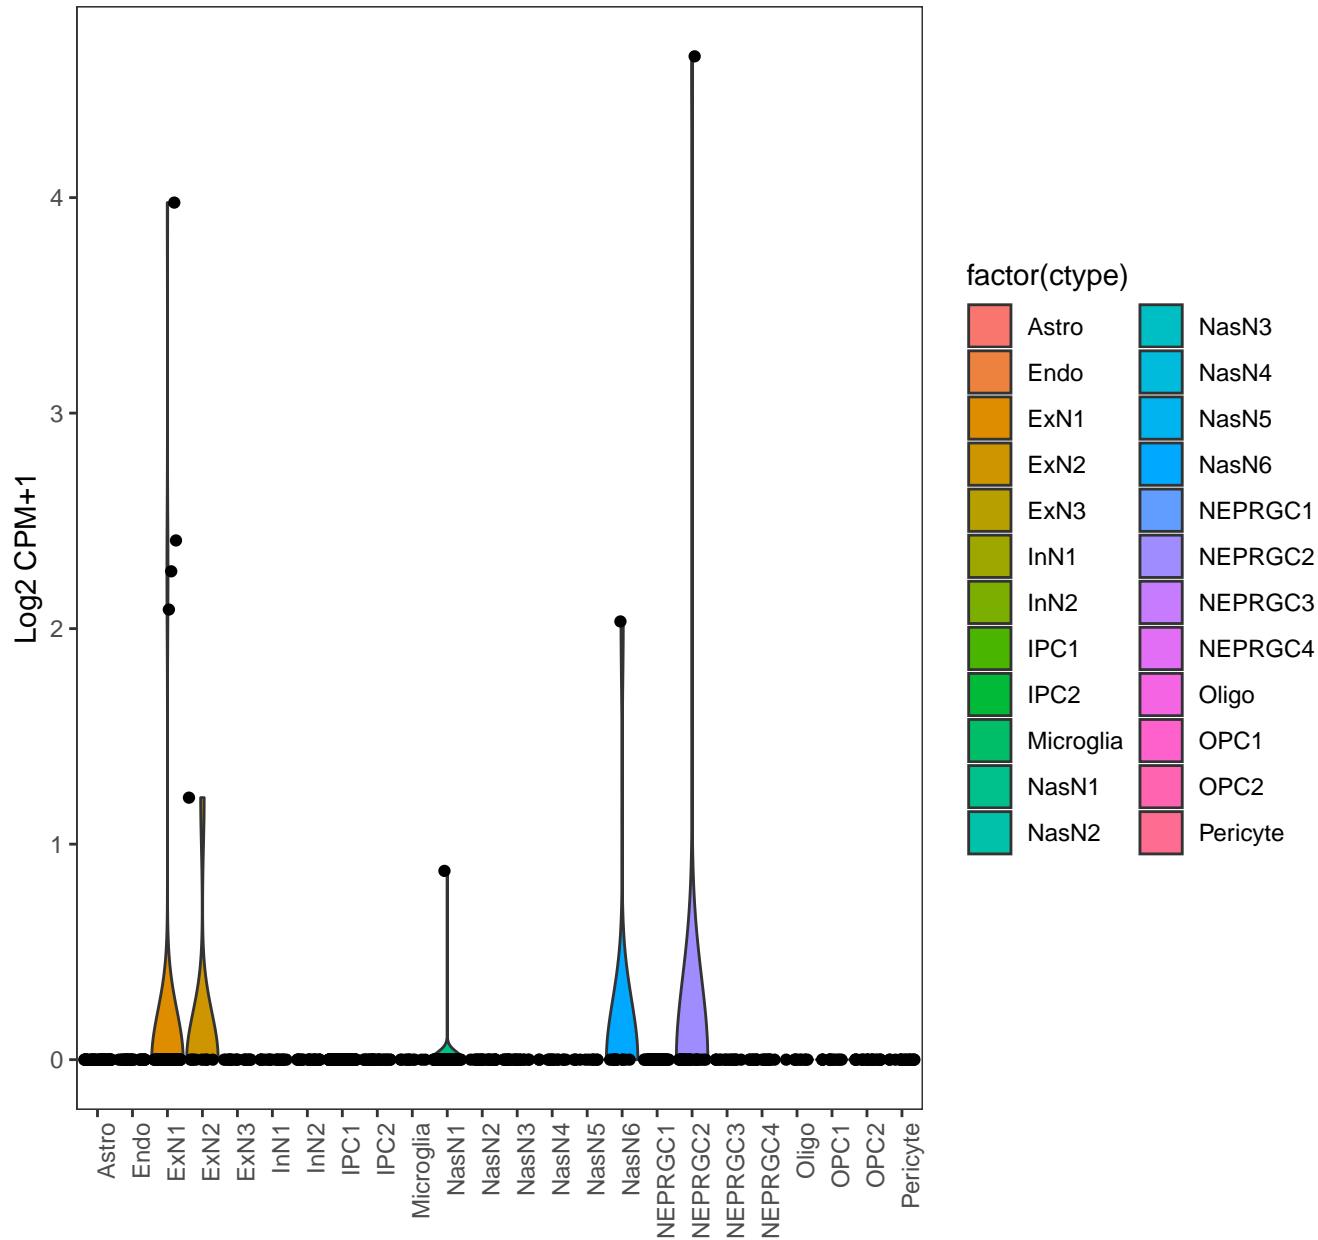 Log2 CPM+1
4
3
2
1
0
Astro
Endo
ExN1
ExN2
ExN3
InN1
InN2
IPC1
IPC2
Microglia
NasN1
NasN2
NasN3
NasN4
NasN5
NasN6
NEPRGC1
NEPRGC2
NEPRGC3
NEPRGC4
Oligo
OPC1
OPC2
Pericyte
factor(ctype)
Astro
Endo
ExN1
ExN2
ExN3
InN1
InN2
IPC1
IPC2
Microglia
NasN1
NasN2
NasN3
NasN4
NasN5
NasN6
NEPRGC1
NEPRGC2
NEPRGC3
NEPRGC4
Oligo
OPC1
OPC2
Pericyte